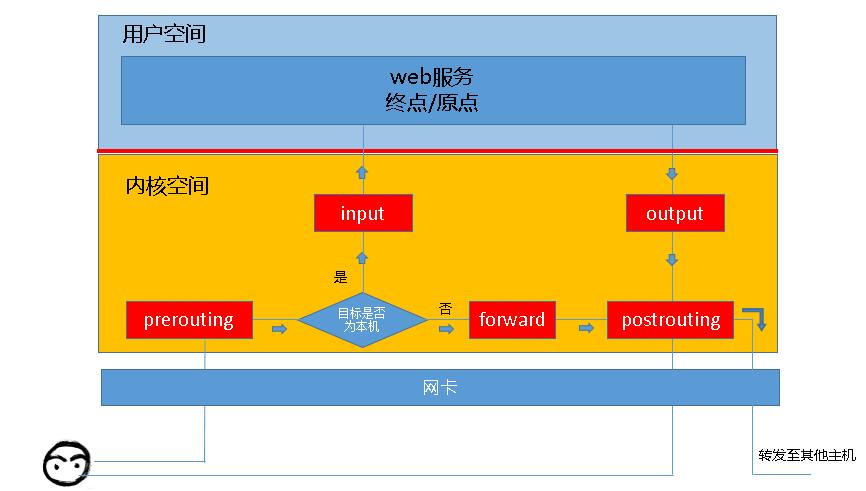 用户空间
web服务
终点/原点
内核空间
input
output
是
目标是否
为本机
否
prerouting
forward
postrouting
网卡
转发至其他主机